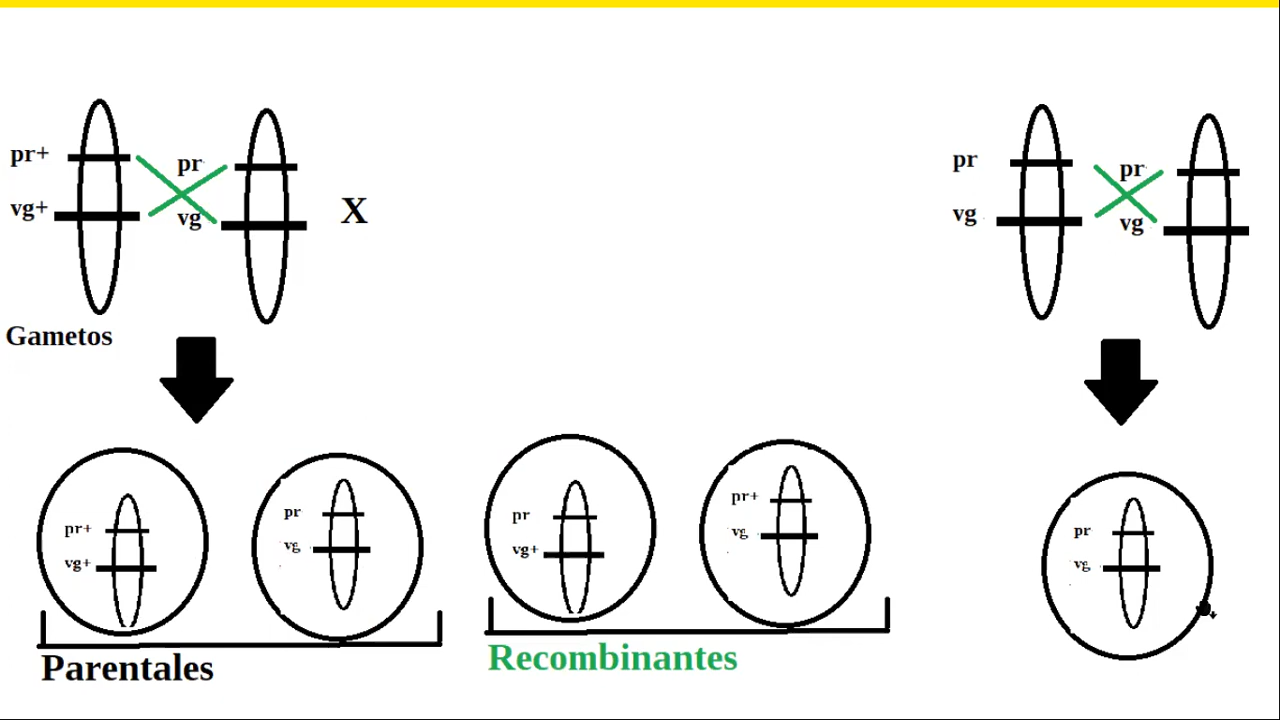 pr+
pr
vg+
vg
X
pr
pr
vg
vg
Gametos
pr+
vg+
pr
vg
pr
vg+
pr+
vg
pr
vg
Parentales
Recombinantes